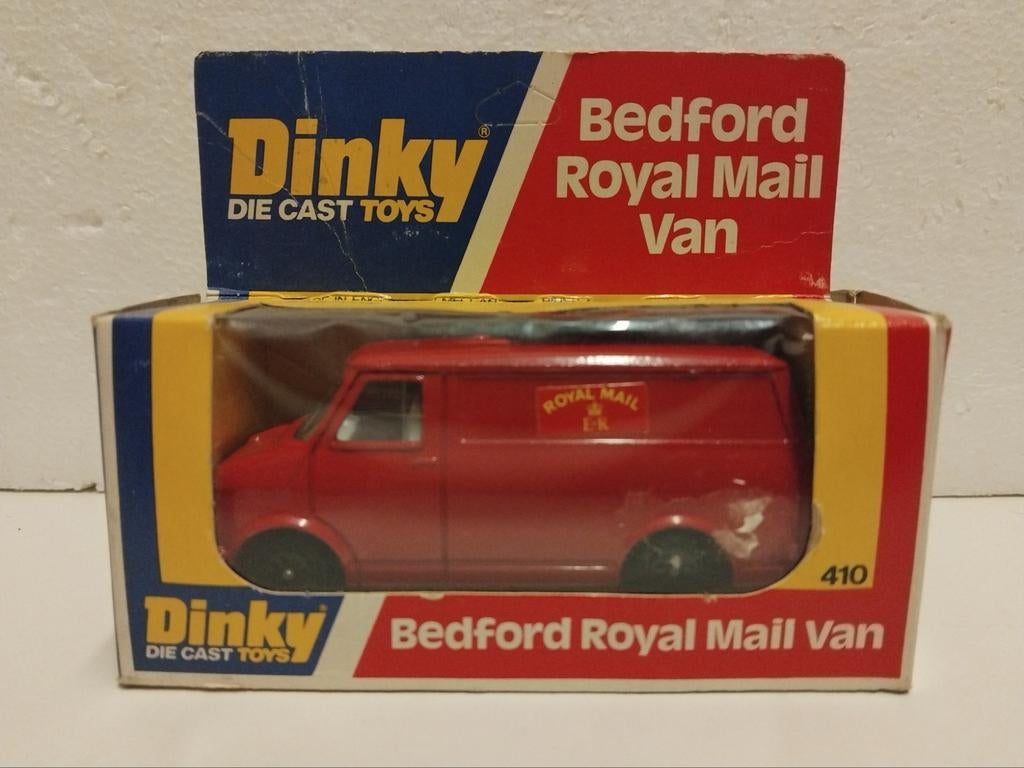 Dinky®
DIE CAST TOYS
Bedford
Royal Mail
Van
ROYAL MAIL
E R
410
Dinky
DIE CAST TOYS
Bedford Royal Mail Van